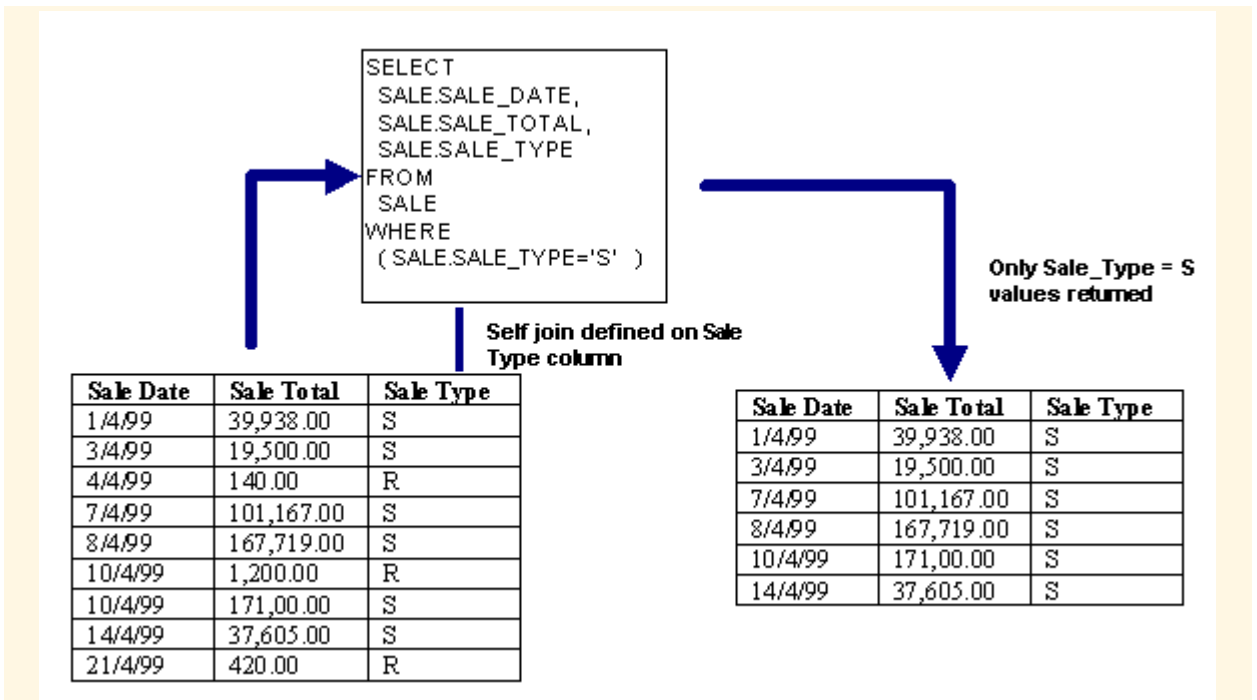 SELECT
SALE.SALE_DATE,
SALE.SALE_TOTAL,
SALE.SALE_TYPE
FROM
SALE
WHERE
( SALE.SALE_TYPE='S' )
Only Sale_Type = S
values returned
Self join defined on Sale
Type column
Sale Date Sale Total Sale Type
1/4/99 39,938.00 S
3/4/99 19,500.00 S
4/4/99 140.00 R
7/4/99 101,167.00 S
8/4/99 167,719.00 S
10/4/99 1,200.00 R
10/4/99 171,00.00 S
14/4/99 37,605.00 S
21/4/99 420.00 R
Sale Date Sale Total Sale Type
1/4/99 39,938.00 S
3/4/99 19,500.00 S
7/4/99 101,167.00 S
8/4/99 167,719.00 S
10/4/99 171,00.00 S
14/4/99 37,605.00 S